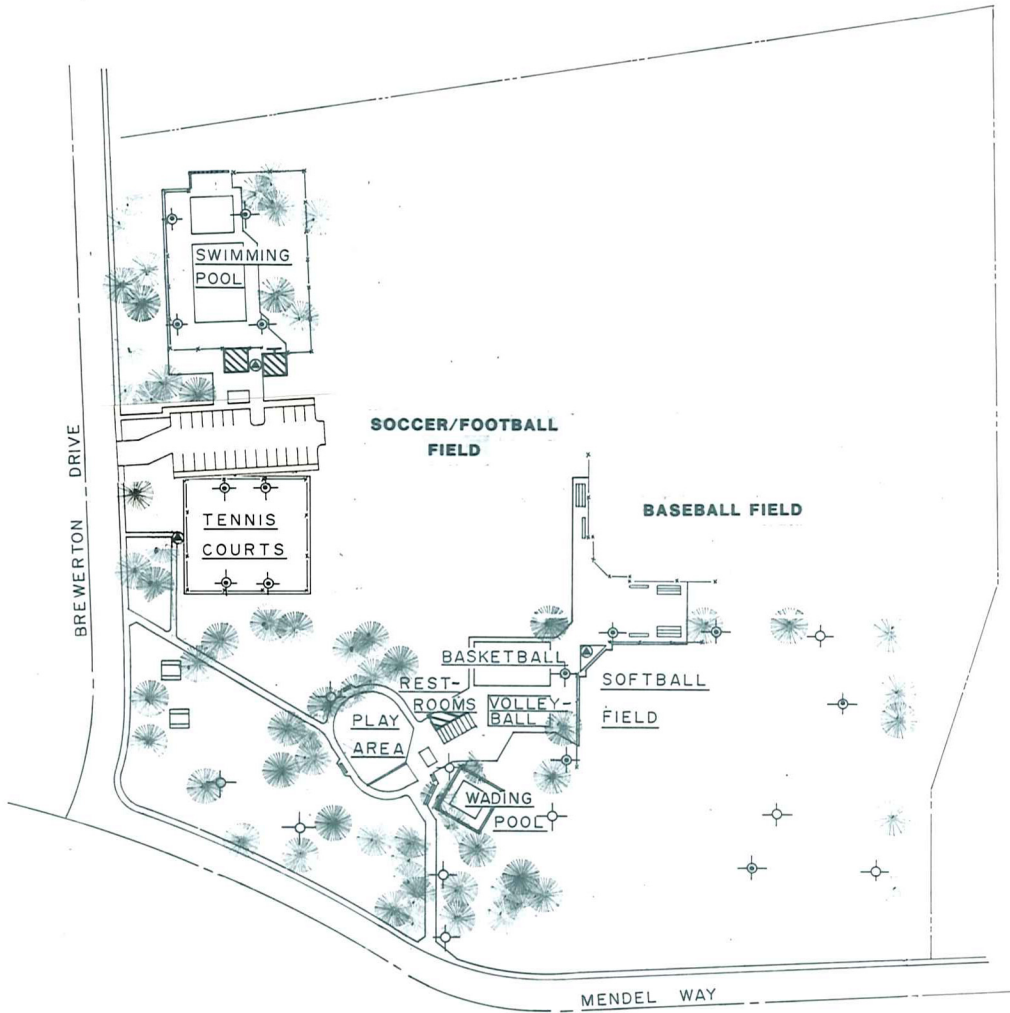 SWIMMING
POOL
BREWERTON DRIVE
SOCCER/FOOTBALL
FIELD
BASEBALL FIELD
TENNIS
COURTS
BASKETBALL
REST-
ROOMS
VOLLEY-
BALL
SOFTBALL
FIELD
PLAY
AREA
WADING
POOL
MENDEL WAY